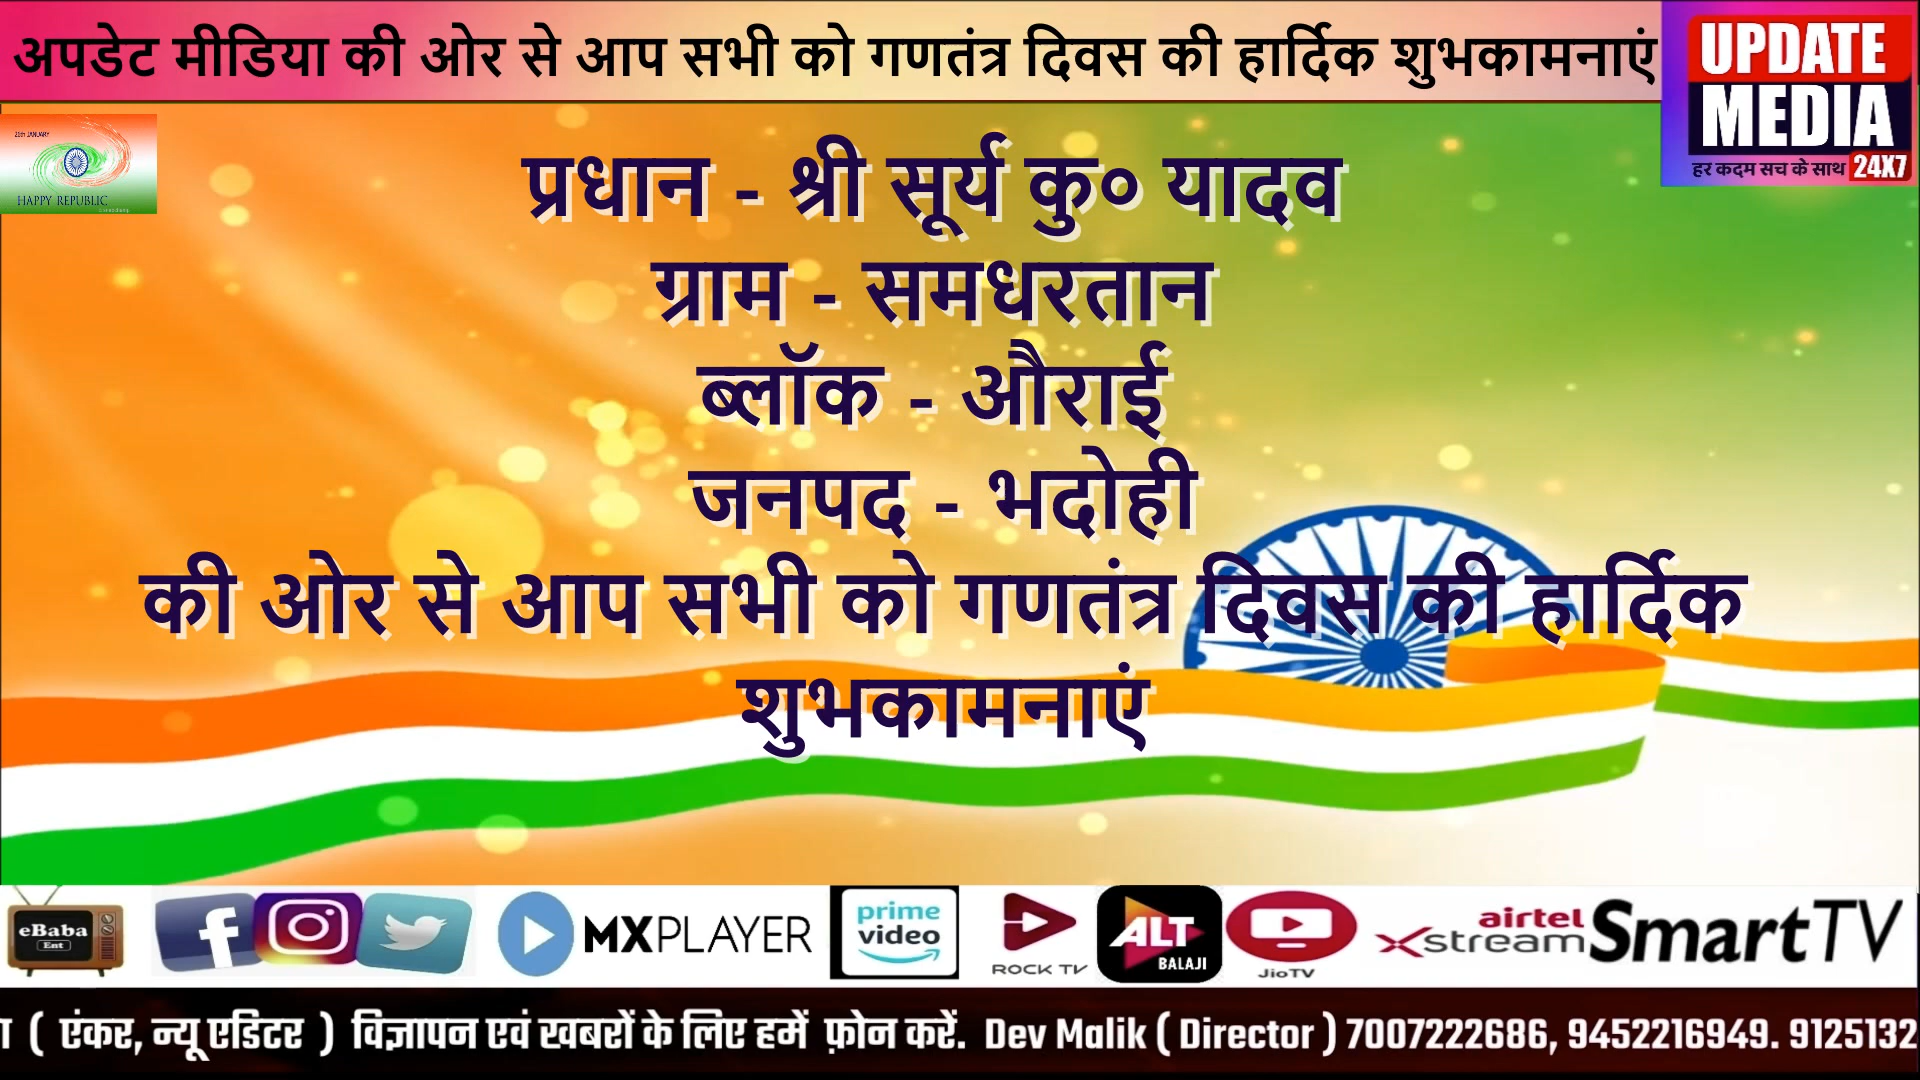 अपडेट मीडिया की ओर से आप सभी को गणतंत्र दिवस की हार्दिक शुभकामनाएं
UPDATE
MEDIA
हर कदम सच के साथ 24X7
26th JANUARY
HAPPY REPUBLIC
प्रधान - श्री सूर्य कु० यादव
ग्राम - समधरतान
ब्लॉक - औराई
जनपद - भदोही
की ओर से आप सभी को गणतंत्र दिवस की हार्दिक
शुभकामनाएं
eBaba
Ent
MXPLAYER
prime
video
ROCK TV
ALT
BALAJI
JioTV
airtel
Xstream
SmartTV
( एंकर, न्यू एडिटर ) विज्ञापन एवं खबरों के लिए हमें फ़ोन करें. Dev Malik ( Director ) 7007222686, 9452216949. 9125132